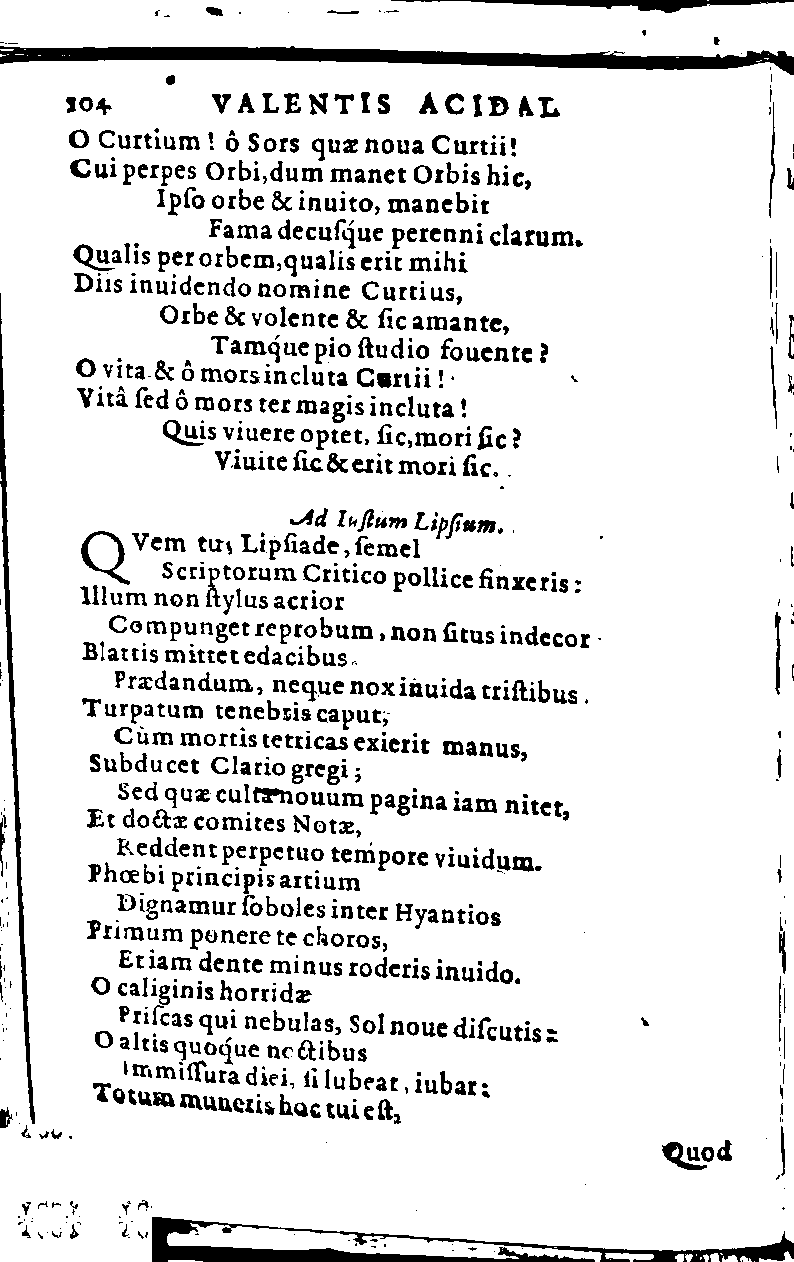 104 VALENTIS ACIDAL
O Curtium ! ô Sors quæ noua Curtii!
Cui perpes Orbi, dum manet Orbis hic,
Ipſo orbe & inuito, manebit
Fama decuſq́ue perenni clarum.
Qualis per orbem, qualis erit mihi
Diis inuidendo nomine Curtius,
Orbe & volente & ſic amante,
Tamq́ue pio ſtudio fouente ?
O vita & ô mors incluta Curtii !
Vitâ ſed ô mors ter magis incluta !
Quis viuere optet, ſic, mori ſic ?
Viuite ſic & erit mori ſic.
Ad Iuſtum Lipſium.
QVem tu, Lipſiade, ſemel
Scriptorum Critico pollice finxeris :
Illum non ſtylus acrior
Compunget reprobum, non ſitus indecor
Blattis mittet edacibus
Prædandum, neque nox inuida triſtibus
Turpatum tenebris caput,
Cùm mortis tetricas exierit manus,
Subducet Clario gregi ;
Sed quæ culta nouum pagina iam nitet,
Et doctæ comites Notæ,
Reddent perpetuo tempore viuidum.
Phœbi principis artium
Dignamur ſoboles inter Hyantios
Primum ponere te choros,
Etiam dente minus roderis inuido.
O caliginis horridæ
Priſcas qui nebulas, Sol noue diſcutis :
O altis quoq́ue noctibus
Immiſſura diei, ſi lubeat, iubar :
Totum muneris hoc tui eſt,
Quod